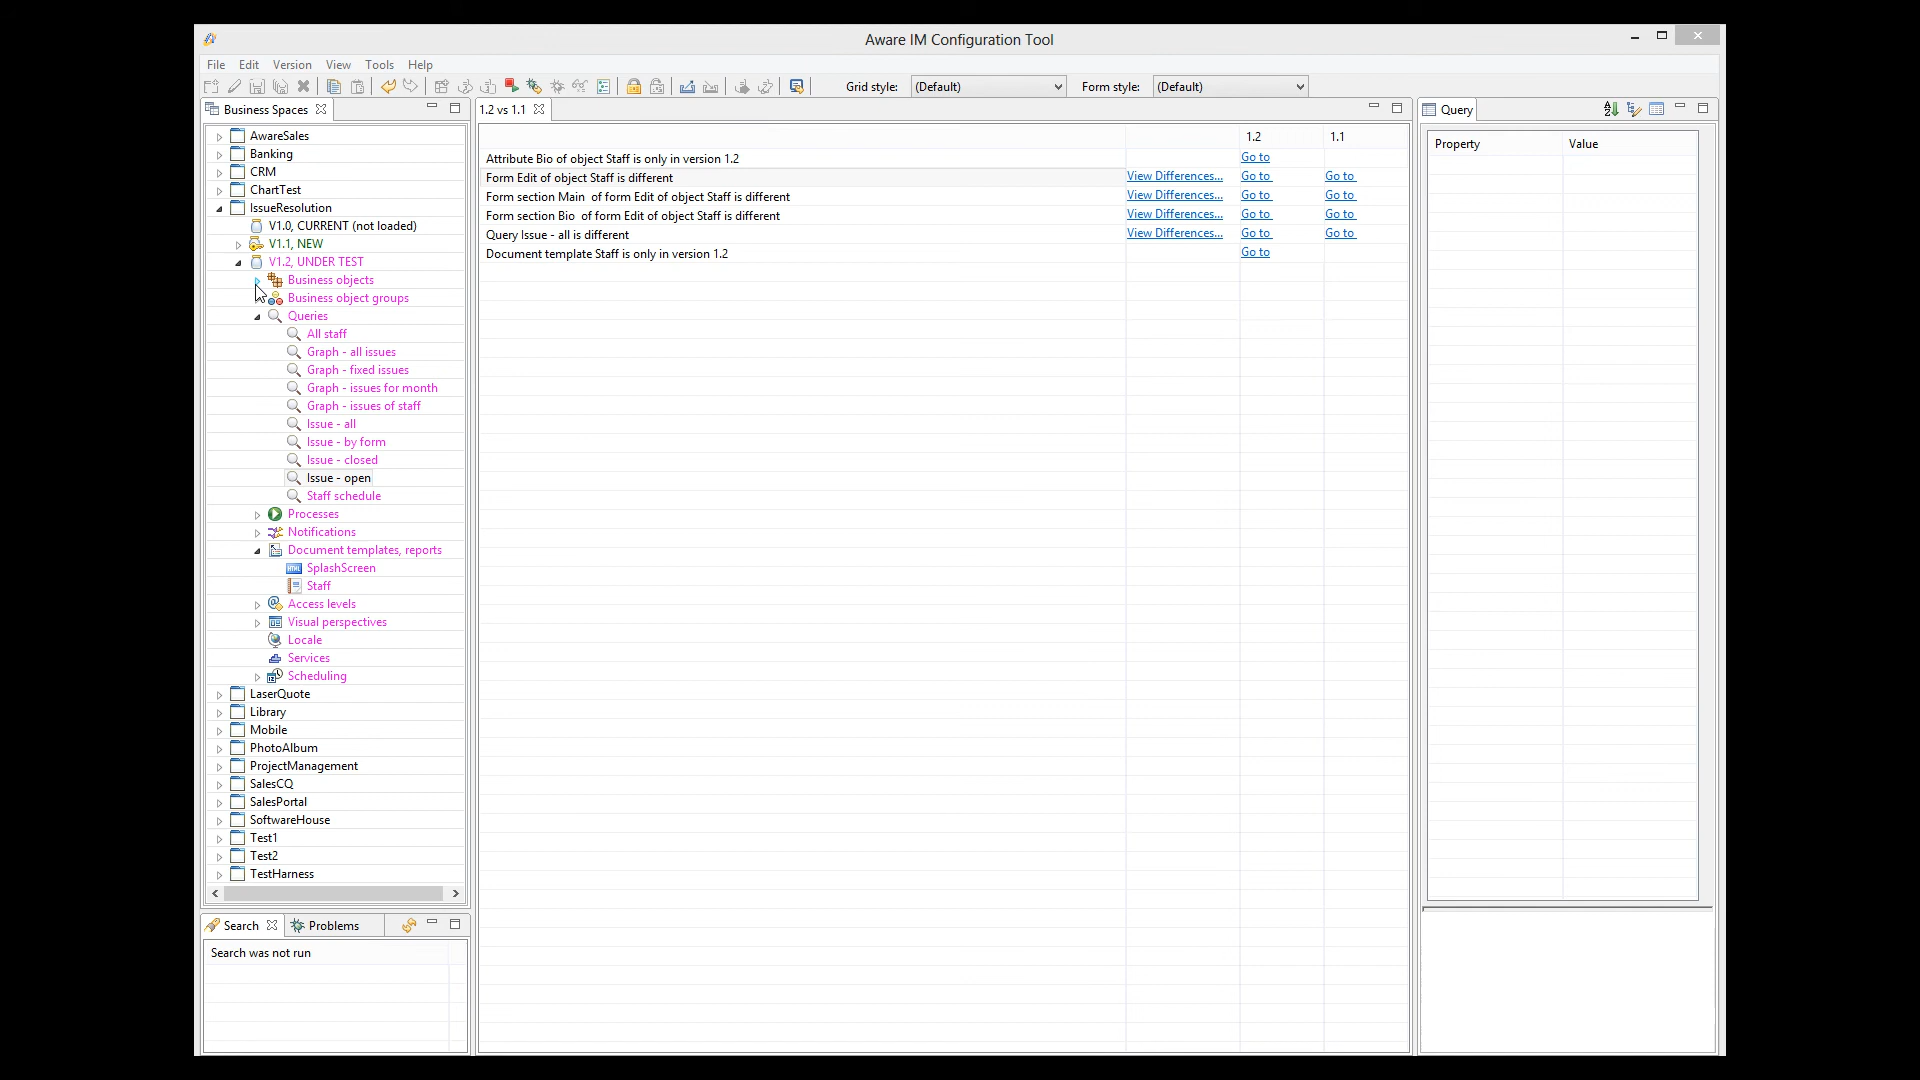 Aware IM Configuration Tool
File Edit Version View Tools Help
Grid style: (Default) Form style: (Default)
Business Spaces
AwareSales
Banking
CRM
ChartTest
IssueResolution
V1.0, CURRENT (not loaded)
V1.1, NEW
V1.2, UNDER TEST
Business objects
Business object groups
Queries
All staff
Graph - all issues
Graph - fixed issues
Graph - issues for month
Graph - issues of staff
Issue - all
Issue - by form
Issue - closed
Issue - open
Staff schedule
Processes
Notifications
Document templates, reports
SplashScreen
Staff
Access levels
Visual perspectives
Locale
Services
Scheduling
LaserQuote
Library
Mobile
PhotoAlbum
ProjectManagement
SalesCQ
SalesPortal
SoftwareHouse
Test1
Test2
TestHarness
Search Problems
Search was not run
1.2 vs 1.1
1.2 1.1
Attribute Bio of object Staff is only in version 1.2 Go to
Form Edit of object Staff is different View Differences... Go to Go to
Form section Main of form Edit of object Staff is different View Differences... Go to Go to
Form section Bio of form Edit of object Staff is different View Differences... Go to Go to
Query Issue - all is different View Differences... Go to Go to
Document template Staff is only in version 1.2 Go to
Query
Property Value